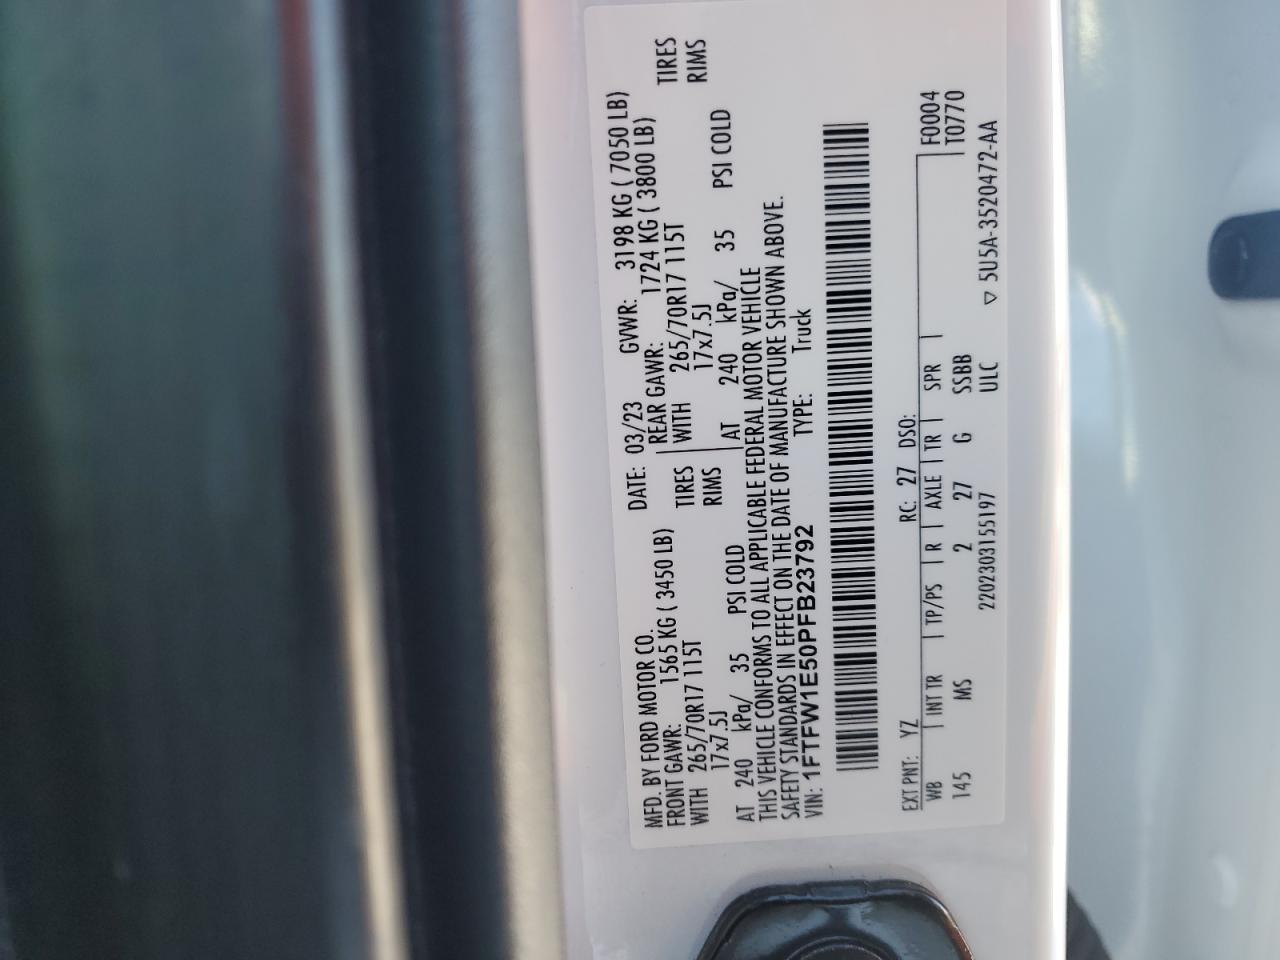 MFD. BY FORD MOTOR CO.
DATE: 03/23 GVWR: 3198 KG ( 7050 LB)
FRONT GAWR: 1565 KG ( 3450 LB)
REAR GAWR: 1724 KG ( 3800 LB)
WITH 265/70R17 115T TIRES
WITH 265/70R17 115T TIRES
17x7.5J RIMS
17x7.5J RIMS
AT 240 kPa/ 35 PSI COLD
AT 240 kPa/ 35 PSI COLD
THIS VEHICLE CONFORMS TO ALL APPLICABLE FEDERAL MOTOR VEHICLE
SAFETY STANDARDS IN EFFECT ON THE DATE OF MANUFACTURE SHOWN ABOVE.
VIN: 1FTFW1E50PFB23792 TYPE: Truck
EXT PNT: YZ RC: 27 DSO: F0004
WB INT TR TP/PS R AXLE TR SPR T0770
145 MS 2 27 G SSBB
2202303155197 ULC ▽ 5U5A-3520472-AA